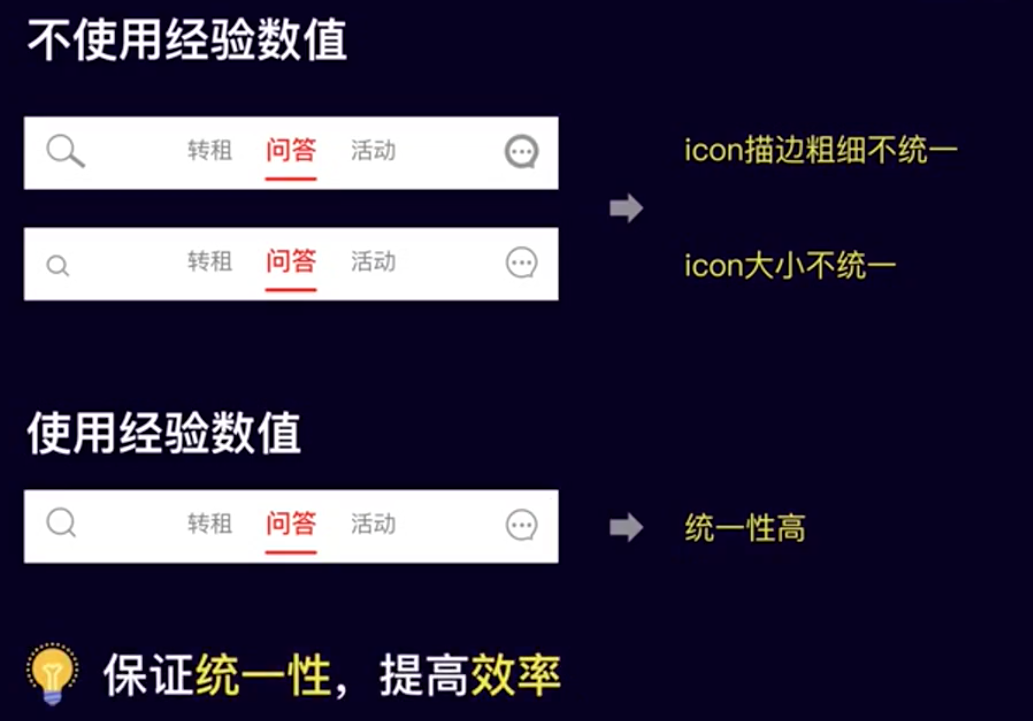 不使用经验数值
转租 问答 活动
icon描边粗细不统一
转租 问答 活动
icon大小不统一
使用经验数值
转租 问答 活动
统一性高
保证统一性，提高效率